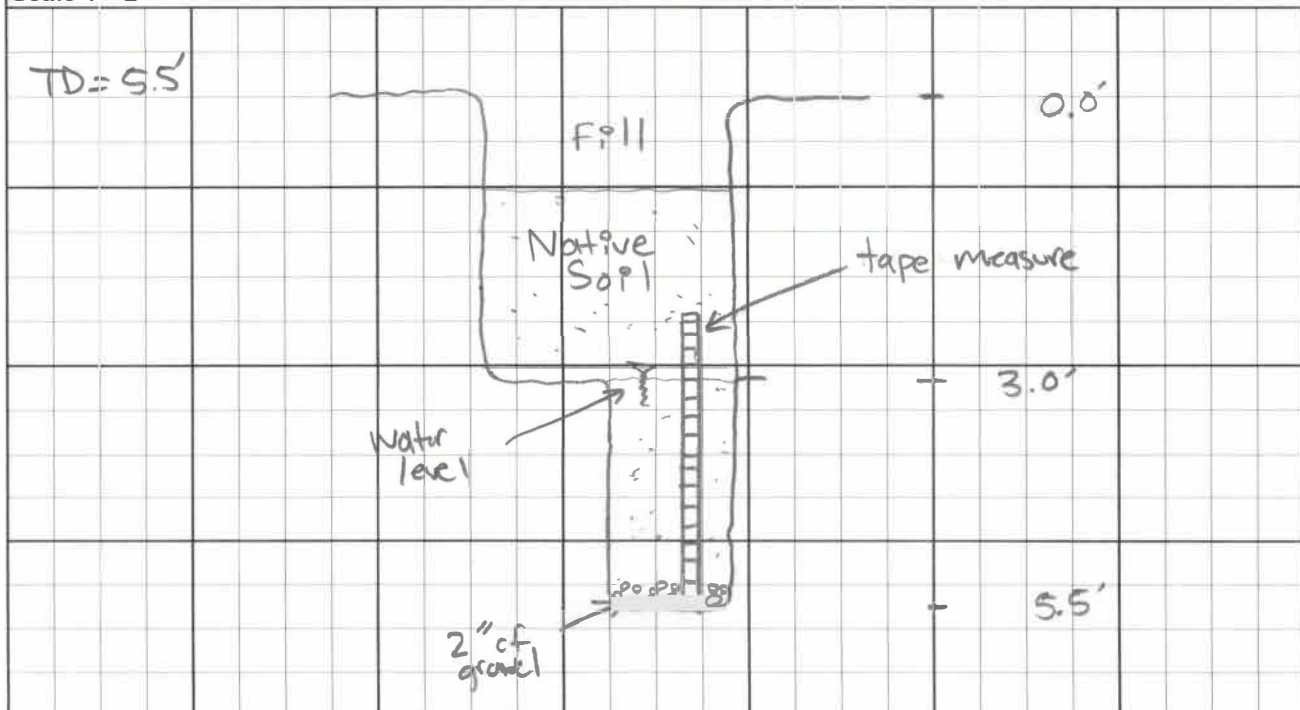 TD= 5.5'
0.0'
Fill
Native
Soil
tape measure
3.0'
Water
level
5.5'
2" of
gravel